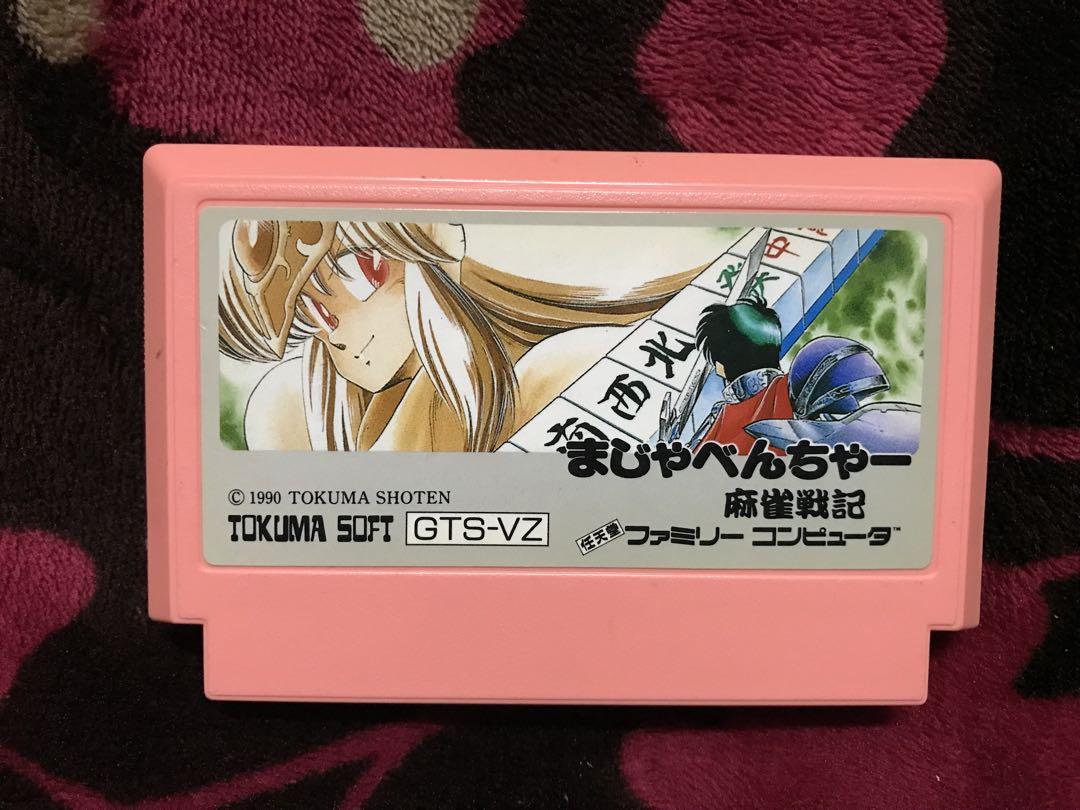 中
北
西
南
まじゃべんちゃー
麻雀戦記
© 1990 TOKUMA SHOTEN
TOKUMA SOFT GTS-VZ
任天堂 ファミリー コンピュータ™